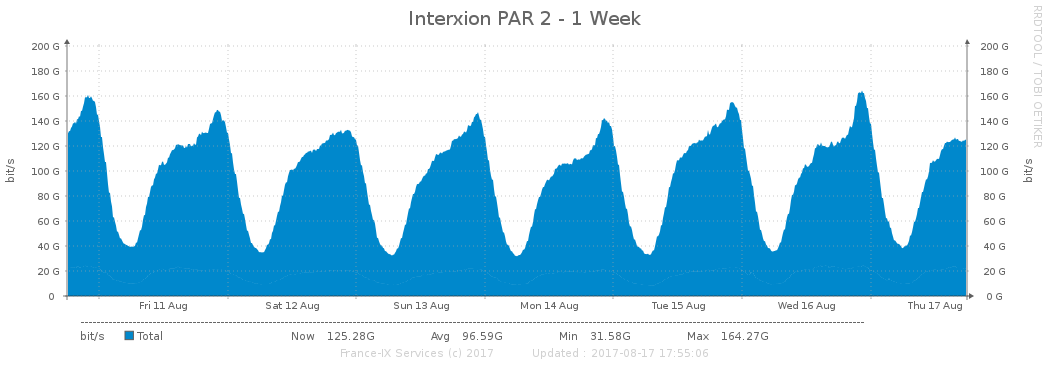 Interxion PAR 2 - 1 Week
RRDTOOL / TOBI OETIKER
200 G 200 G
180 G 180 G
160 G 160 G
140 G 140 G
120 G 120 G
100 G 100 G
80 G 80 G
60 G 60 G
40 G 40 G
20 G 20 G
0 0 G
bit/s
bit/s
Fri 11 Aug Sat 12 Aug Sun 13 Aug Mon 14 Aug Tue 15 Aug Wed 16 Aug Thu 17 Aug
bit/s Total Now 125.28G Avg 96.59G Min 31.58G Max 164.27G
France-IX Services (c) 2017 Updated : 2017-08-17 17:55:06